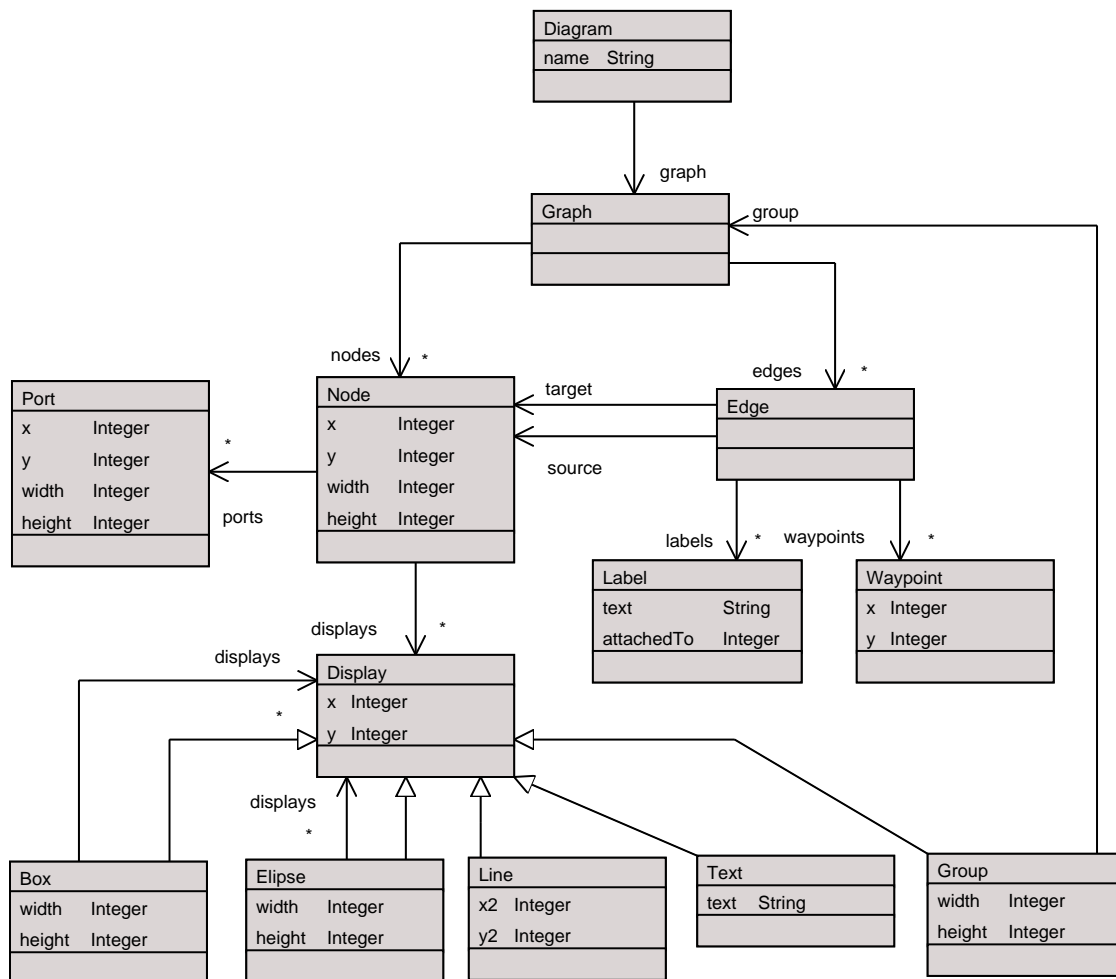 Diagram
name String
graph
Graph
group
nodes
*
edges
*
Port
x Integer
y Integer
width Integer
height Integer
*
ports
Node
x Integer
y Integer
width Integer
height Integer
target
source
Edge
labels
*
waypoints
*
Label
text String
attachedTo Integer
Waypoint
x Integer
y Integer
displays
*
displays
*
Display
x Integer
y Integer
displays
*
Box
width Integer
height Integer
Elipse
width Integer
height Integer
Line
x2 Integer
y2 Integer
Text
text String
Group
width Integer
height Integer